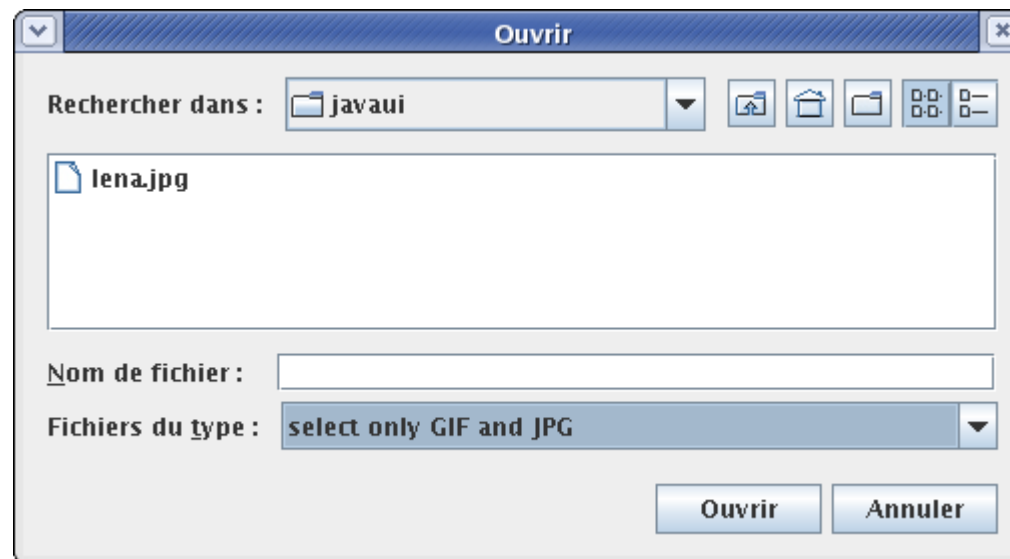 Ouvrir
Rechercher dans : javaui
lena.jpg
Nom de fichier :
Fichiers du type : select only GIF and JPG
Ouvrir Annuler